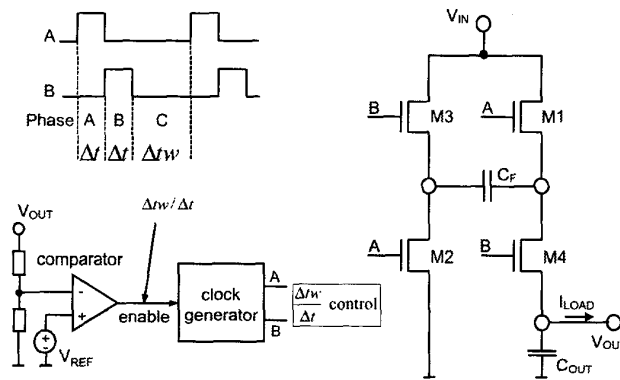 A
B
Phase A B C
Δt Δt Δtw
VOUT
comparator
Δtw/Δt
-
+
VREF
enable
clock
generator
A
B
Δtw
Δt
control
VIN
B M3
A M1
CF
A M2
B M4
ILOAD
VOU
COUT